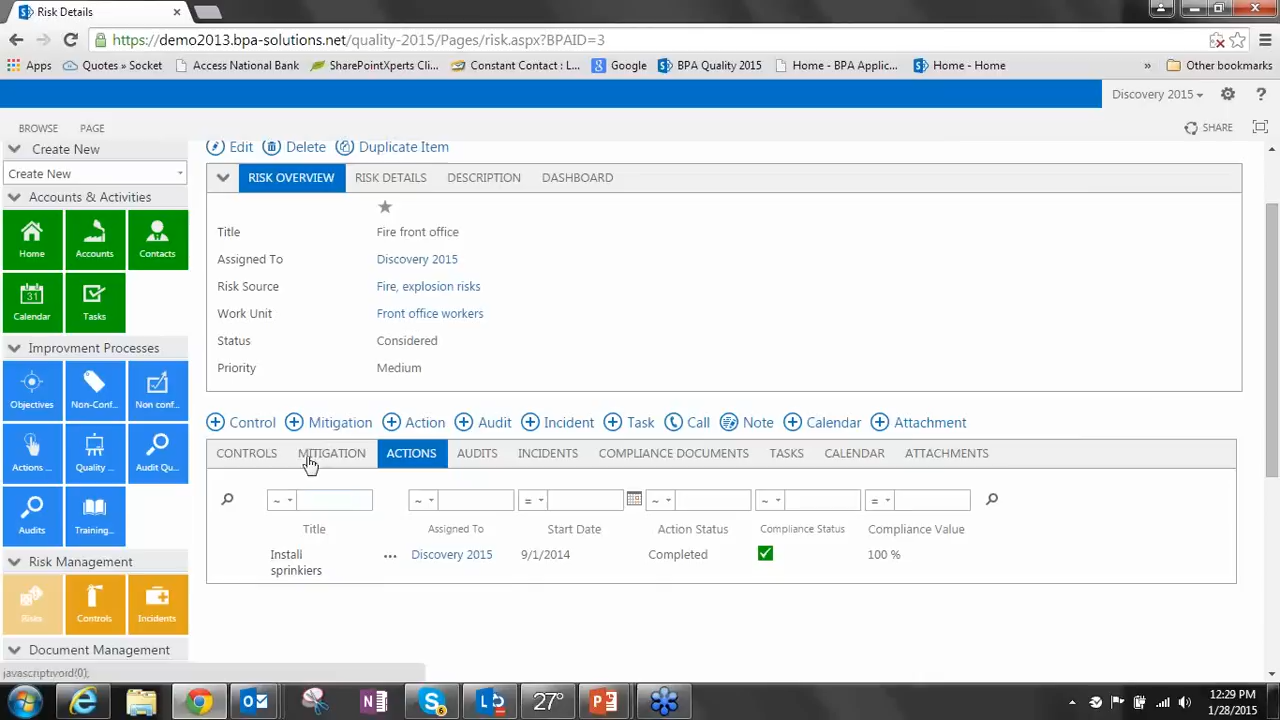 Risk Details
https://demo2013.bpa-solutions.net/quality-2015/Pages/risk.aspx?BPAID=3
Apps Quotes » Socket Access National Bank SharePointXperts Cli... Constant Contact : L... Google BPA Quality 2015 Home - BPA Applic... Home - Home » Other bookmarks
Discovery 2015
BROWSE PAGE SHARE
Create New
Create New
Accounts & Activities
Home Accounts Contacts
Calendar Tasks
Improvment Processes
Objectives Non-Conf... Non conf...
Actions ... Quality ... Audit Qu...
Audits Training...
Risk Management
Risks Controls Incidents
Document Management
javascript:void(0);
Edit Delete Duplicate Item
RISK OVERVIEW RISK DETAILS DESCRIPTION DASHBOARD
Title Fire front office
Assigned To Discovery 2015
Risk Source Fire, explosion risks
Work Unit Front office workers
Status Considered
Priority Medium
Control Mitigation Action Audit Incident Task Call Note Calendar Attachment
CONTROLS MITIGATION ACTIONS AUDITS INCIDENTS COMPLIANCE DOCUMENTS TASKS CALENDAR ATTACHMENTS
~ ~ = ~ ~ =
Title Assigned To Start Date Action Status Compliance Status Compliance Value
Install sprinkiers ... Discovery 2015 9/1/2014 Completed 100 %
27°
6
12:29 PM
1/28/2015